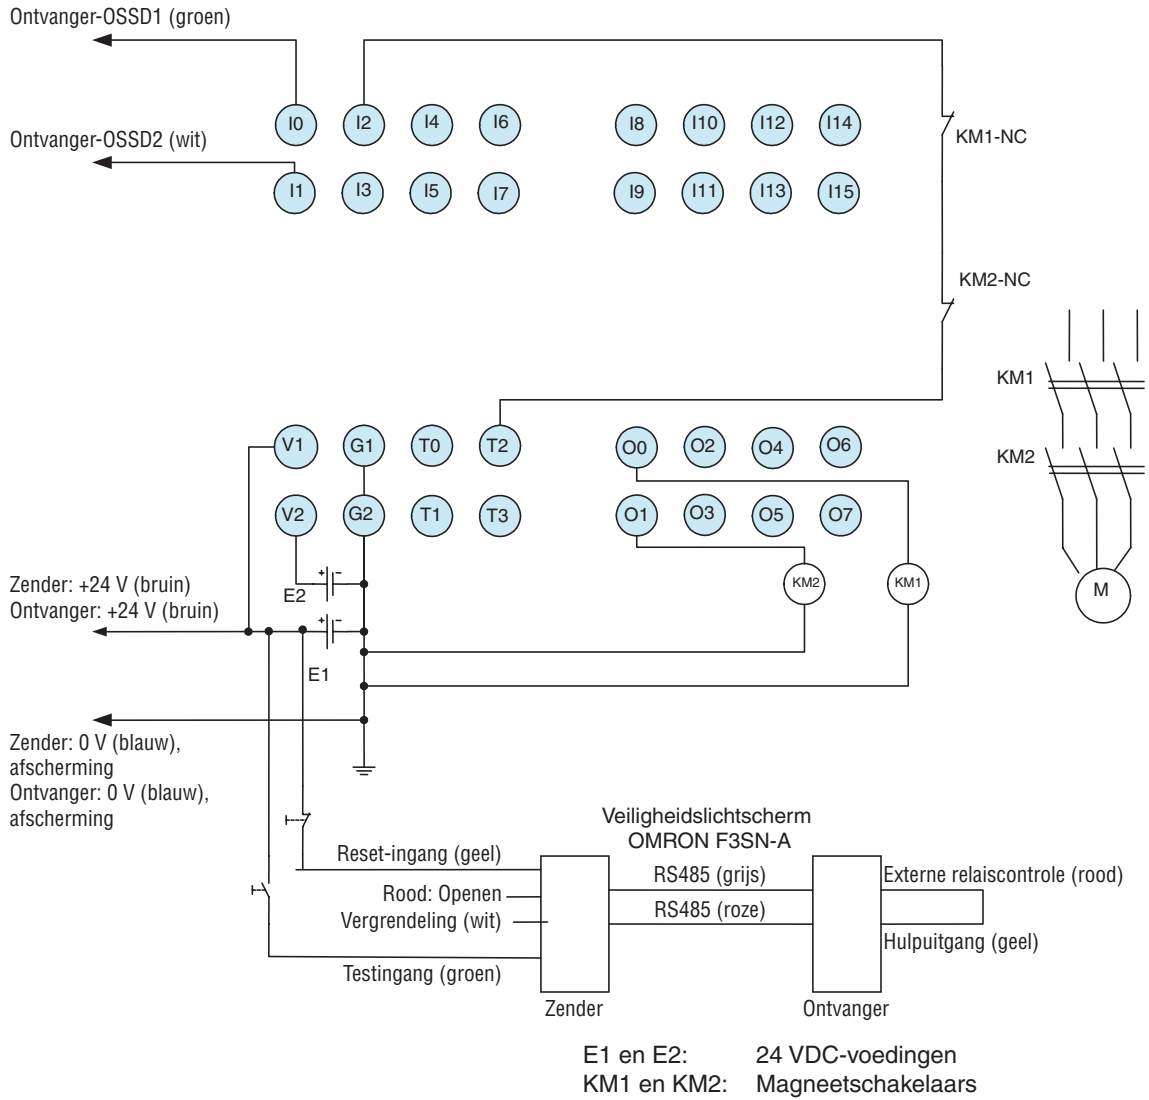 Ontvanger-OSSD1 (groen)
I0 I2 I4 I6 I8 I10 I12 I14
KM1-NC
Ontvanger-OSSD2 (wit)
I1 I3 I5 I7 I9 I11 I13 I15
KM2-NC
KM1
V1 G1 T0 T2 O0 O2 O4 O6
KM2
V2 G2 T1 T3 O1 O3 O5 O7
Zender: +24 V (bruin)
Ontvanger: +24 V (bruin)
+ -
E2
KM2
KM1
M
+ -
E1
Zender: 0 V (blauw),
afscherming
Ontvanger: 0 V (blauw),
afscherming
Veiligheidslichtscherm
OMRON F3SN-A
Reset-ingang (geel)
RS485 (grijs)
Externe relaiscontrole (rood)
Rood: Openen
Vergrendeling (wit)
RS485 (roze)
Hulpuitgang (geel)
Testingang (groen)
Zender
Ontvanger
E1 en E2: 24 VDC-voedingen
KM1 en KM2: Magneetschakelaars